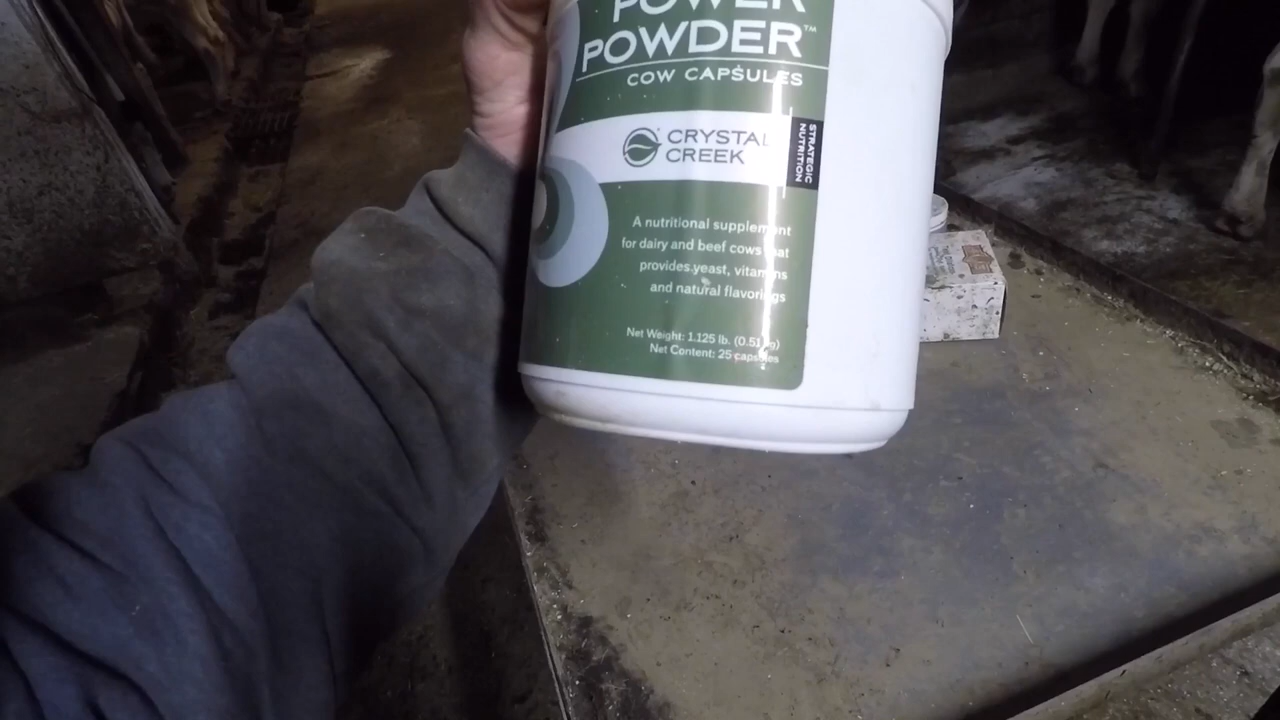 POWER
POWDER™
COW CAPSULES
CRYSTAL
CREEK
STRATEGIC
NUTRITION
A nutritional supplement
for dairy and beef cows that
provides yeast, vitamins
and natural flavorings
Net Weight: 1.125 lb. (0.51 kg)
Net Content: 25 capsules